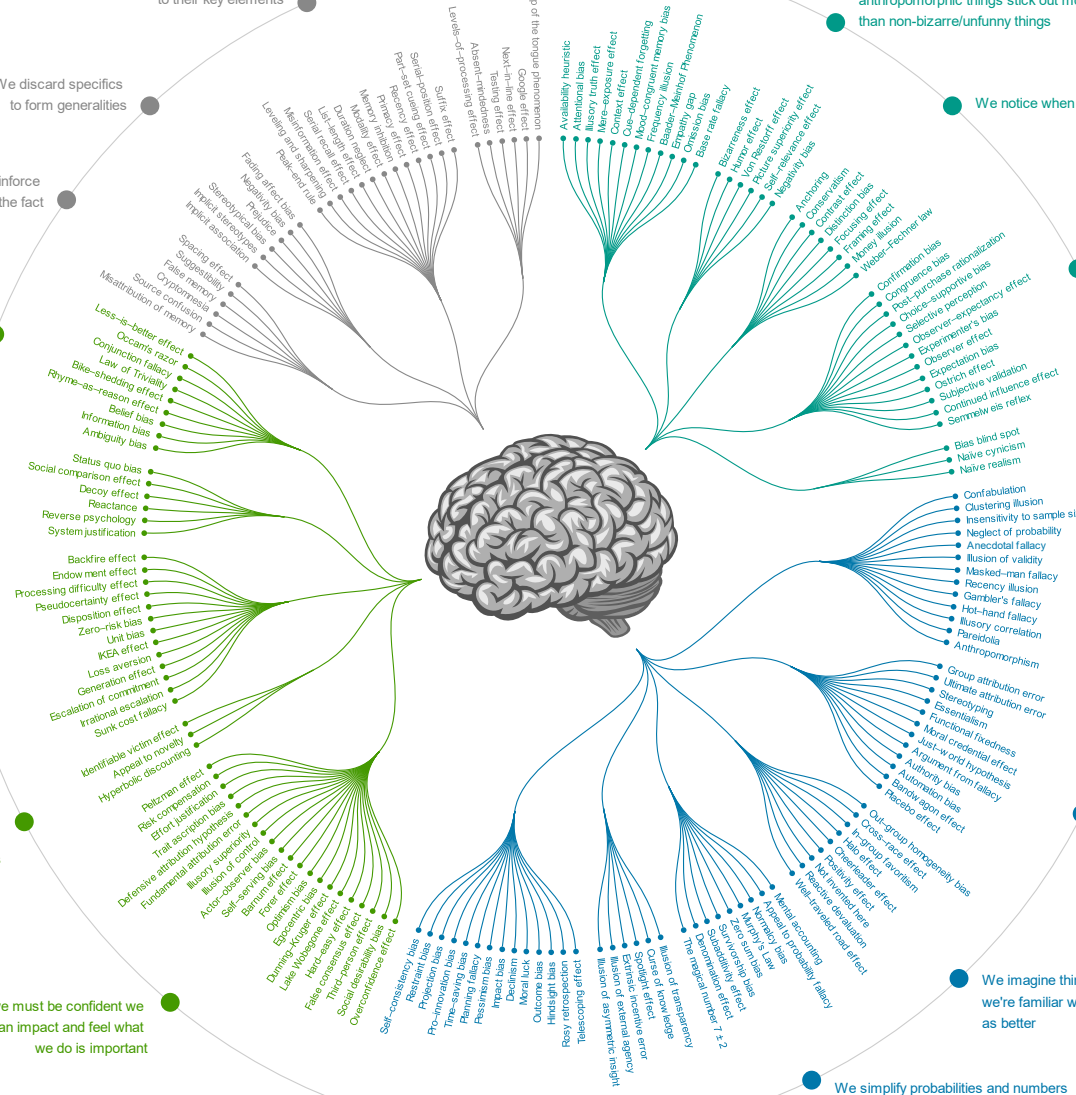 to their key elements
We discard specifics
to form generalities
inforce
the fact
we must be confident we
an impact and feel what
we do is important
anthropomorphic things stick out mo
than non-bizarre/unfunny things
We notice when
We imagine thin
we're familiar w
as better
We simplify probabilities and numbers
Misattribution of memory
Source confusion
Cryptomnesia
False memory
Suggestibility
Spacing effect
Implicit association
Implicit stereotypes
Stereotypical bias
Prejudice
Negativity bias
Fading affect bias
Peak–end rule
Leveling and sharpening
Misinformation effect
Serial recall effect
List–length effect
Duration neglect
Modality effect
Memory inhibition
Primacy effect
Recency effect
Part–set cueing effect
Serial–position effect
Suffix effect
Levels–of–processing effect
Absent–mindedness
Testing effect
Next–in–line effect
Google effect
p of the tongue phenomenon
Availability heuristic
Attentional bias
Illusory truth effect
Mere–exposure effect
Context effect
Cue–dependent forgetting
Mood–congruent memory bias
Frequency illusion
Baader–Meinhof Phenomenon
Empathy gap
Omission bias
Base rate fallacy
Bizarreness effect
Humor effect
Von Restorff effect
Picture superiority effect
Self–relevance effect
Negativity bias
Anchoring
Conservatism
Contrast effect
Distinction bias
Focusing effect
Framing effect
Money illusion
Weber–Fechner law
Confirmation bias
Congruence bias
Post–purchase rationalization
Choice–supportive bias
Selective perception
Observer–expectancy effect
Experimenter's bias
Observer effect
Expectation bias
Ostrich effect
Subjective validation
Continued influence effect
Semmelweis reflex
Bias blind spot
Naïve cynicism
Naïve realism
Confabulation
Clustering illusion
Insensitivity to sample si
Neglect of probability
Anecdotal fallacy
Illusion of validity
Masked–man fallacy
Recency illusion
Gambler's fallacy
Hot–hand fallacy
Illusory correlation
Pareidolia
Anthropomorphism
Group attribution error
Ultimate attribution error
Stereotyping
Essentialism
Functional fixedness
Moral credential effect
Just–world hypothesis
Argument from fallacy
Authority bias
Automation bias
Bandwagon effect
Placebo effect
Out–group homogeneity bias
Cross–race effect
In–group favoritism
Halo effect
Cheerleader effect
Positivity effect
Not invented here
Reactive devaluation
Well–traveled road effect
Mental accounting
Appeal to probability fallacy
Normalcy bias
Murphy's Law
Zero sum bias
Survivorship bias
Subadditivity effect
Denomination effect
The magical number 7 ± 2
Illusion of transparency
Curse of knowledge
Spotlight effect
Extrinsic incentive error
Illusion of external agency
Illusion of asymmetric insight
Telescoping effect
Rosy retrospection
Hindsight bias
Outcome bias
Moral luck
Declinism
Impact bias
Pessimism bias
Planning fallacy
Time–saving bias
Pro–innovation bias
Projection bias
Restraint bias
Self–consistency bias
Overconfidence effect
Social desirability bias
Third–person effect
False consensus effect
Hard–easy effect
Lake Wobegone effect
Dunning–Kruger effect
Egocentric bias
Optimism bias
Forer effect
Barnum effect
Self–serving bias
Actor–observer bias
Illusion of control
Illusory superiority
Fundamental attribution error
Defensive attribution hypothesis
Trait ascription bias
Effort justification
Risk compensation
Peltzman effect
Hyperbolic discounting
Appeal to novelty
Identifiable victim effect
Sunk cost fallacy
Irrational escalation
Escalation of commitment
Generation effect
Loss aversion
IKEA effect
Unit bias
Zero–risk bias
Disposition effect
Pseudocertainty effect
Processing difficulty effect
Endowment effect
Backfire effect
System justification
Reverse psychology
Reactance
Decoy effect
Social comparison effect
Status quo bias
Ambiguity bias
Information bias
Belief bias
Rhyme–as–reason effect
Bike–shedding effect
Law of Triviality
Conjunction fallacy
Occam's razor
Less–is–better effect